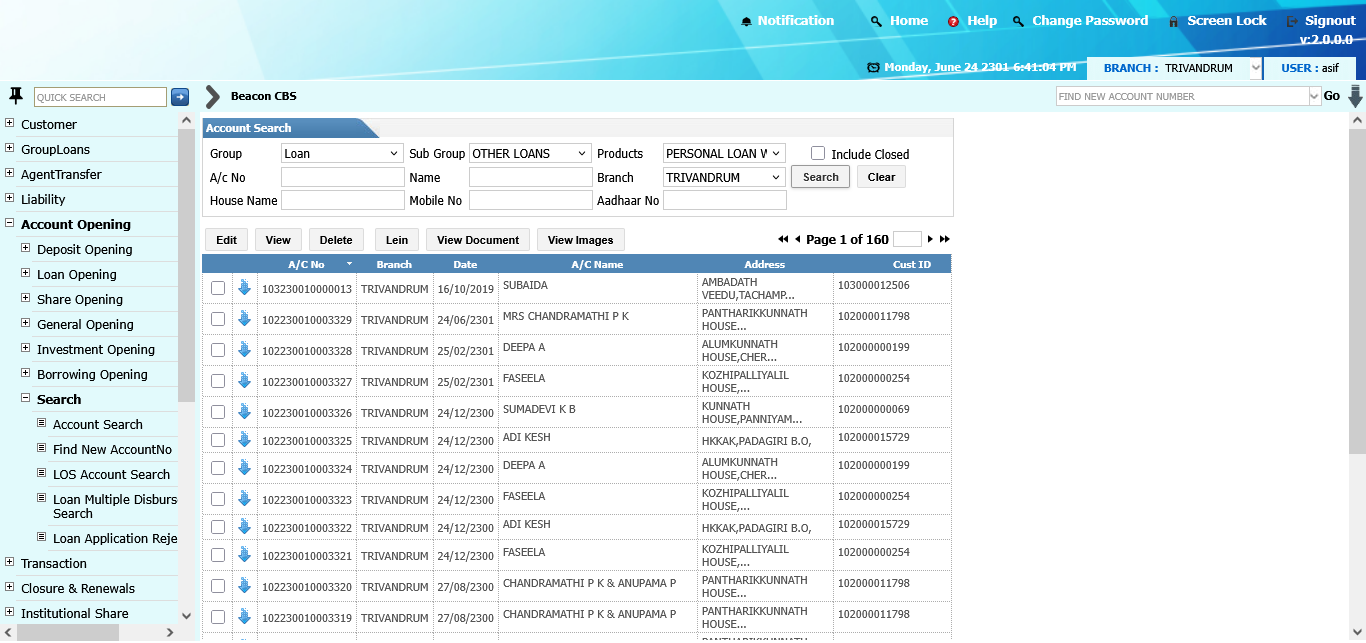 Notification Home Help Change Password Screen Lock Signout
v:2.0.0.0
Monday, June 24 2301 6:41:04 PM BRANCH : TRIVANDRUM USER : asif
QUICK SEARCH Beacon CBS FIND NEW ACCOUNT NUMBER Go
Customer
GroupLoans
AgentTransfer
Liability
Account Opening
Deposit Opening
Loan Opening
Share Opening
General Opening
Investment Opening
Borrowing Opening
Search
Account Search
Find New AccountNo
LOS Account Search
Loan Multiple Disburs
Search
Loan Application Reje
Transaction
Closure & Renewals
Institutional Share
Account Search
Group Loan Sub Group OTHER LOANS Products PERSONAL LOAN Include Closed
A/c No Name Branch TRIVANDRUM Search Clear
House Name Mobile No Aadhaar No
Edit View Delete Lein View Document View Images Page 1 of 160
A/C No Branch Date A/C Name Address Cust ID
103230010000013 TRIVANDRUM 16/10/2019 SUBAIDA AMBADATH
VEEDU,TACHAMP... 103000012506
102230010003329 TRIVANDRUM 24/06/2301 MRS CHANDRAMATHI P K PANTHARIKKUNNATH
HOUSE... 102000011798
102230010003328 TRIVANDRUM 25/02/2301 DEEPA A ALUMKUNNATH
HOUSE,CHER... 102000000199
102230010003327 TRIVANDRUM 25/02/2301 FASEELA KOZHIPALLIYALIL
HOUSE,... 102000000254
102230010003326 TRIVANDRUM 24/12/2300 SUMADEVI K B KUNNATH
HOUSE,PANNIYAM... 102000000069
102230010003325 TRIVANDRUM 24/12/2300 ADI KESH HKKAK,PADAGIRI B.O, 102000015729
102230010003324 TRIVANDRUM 24/12/2300 DEEPA A ALUMKUNNATH
HOUSE,CHER... 102000000199
102230010003323 TRIVANDRUM 24/12/2300 FASEELA KOZHIPALLIYALIL
HOUSE,... 102000000254
102230010003322 TRIVANDRUM 24/12/2300 ADI KESH HKKAK,PADAGIRI B.O, 102000015729
102230010003321 TRIVANDRUM 24/12/2300 FASEELA KOZHIPALLIYALIL
HOUSE,... 102000000254
102230010003320 TRIVANDRUM 27/08/2300 CHANDRAMATHI P K & ANUPAMA P PANTHARIKKUNNATH
HOUSE... 102000011798
102230010003319 TRIVANDRUM 27/08/2300 CHANDRAMATHI P K & ANUPAMA P PANTHARIKKUNNATH
HOUSE... 102000011798